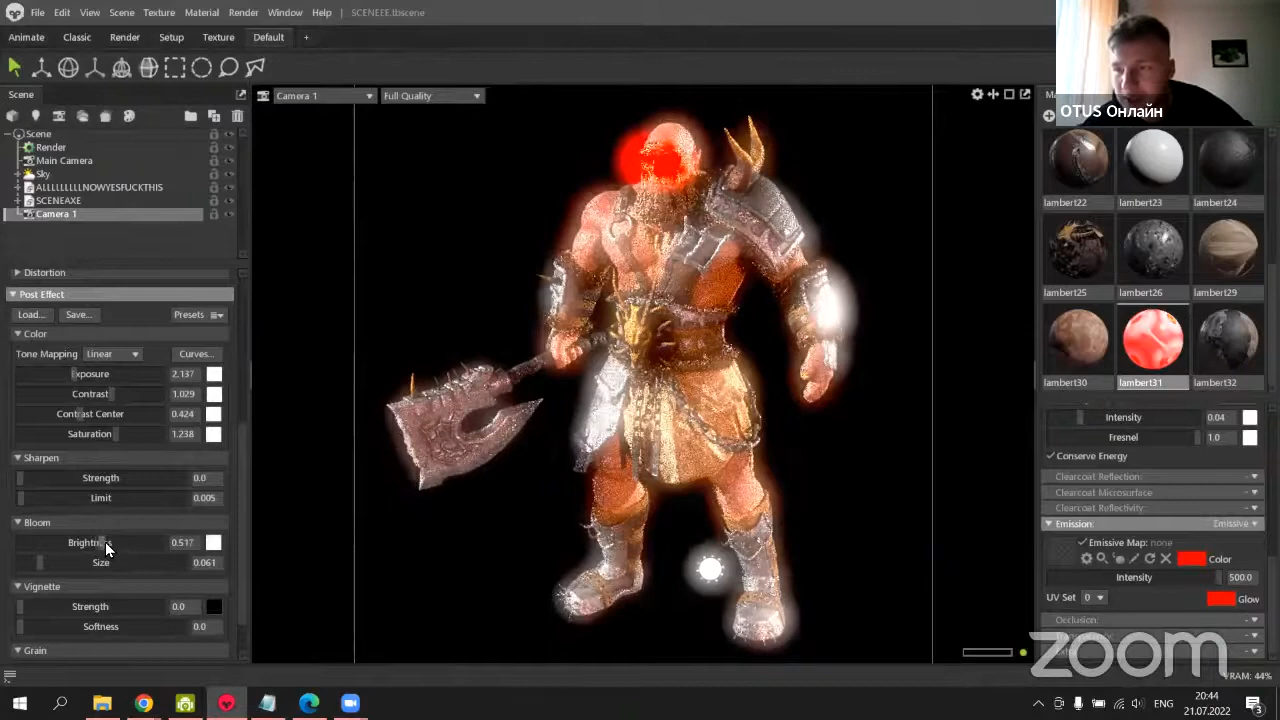 File Edit View Scene Texture Material Render Window Help SCENEEE.tbscene
Animate Classic Render Setup Texture Default +
OTUS Онлайн
Scene
Camera 1 Full Quality
Scene
Render
Main Camera
Sky
ALLLLLLLLNOWYESFUCKTHIS
SCENEAXE
Camera 1
Distortion
Post Effect
Load... Save... Presets
Color
Tone Mapping Linear Curves...
Exposure 2.137
Contrast 1.029
Contrast Center 0.424
Saturation 1.238
Sharpen
Strength 0.0
Limit 0.005
Bloom
Brightness 0.517
Size 0.061
Vignette
Strength 0.0
Softness 0.0
Grain
lambert22 lambert23 lambert24
lambert25 lambert26 lambert29
lambert30 lambert31 lambert32
Intensity 0.04
Fresnel 1.0
Conserve Energy
Clearcoat Reflection:
Clearcoat Microsurface
Clearcoat Reflectivity:
Emission: Emissive
Emissive Map: none
Color
Intensity 500.0
UV Set 0 Glow
Occlusion:
zoom
VRAM: 44%
ENG 20:44
21.07.2022
3